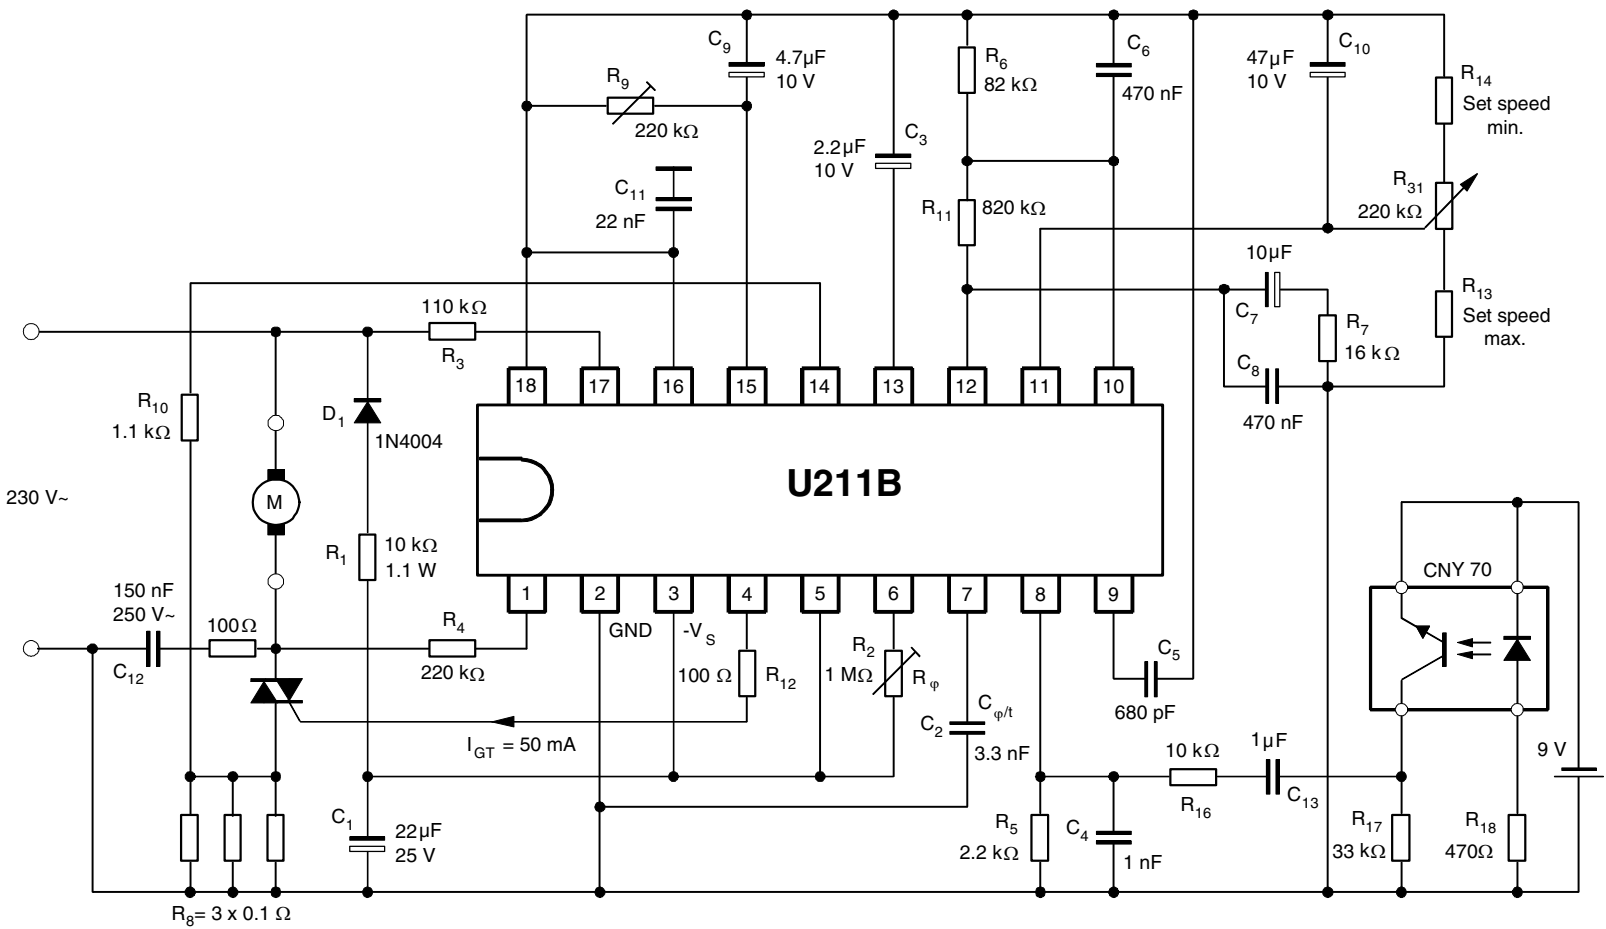 C9
4.7µF
10 V
R9
220 kΩ
C11
22 nF
2.2µF
10 V
C3
R6
82 kΩ
C6
470 nF
47µF
10 V
C10
R14
Set speed
min.
R31
220 kΩ
R11
820 kΩ
10µF
C7
R13
Set speed
max.
R7
16 kΩ
C8
470 nF
110 kΩ
R3
R10
1.1 kΩ
D1
1N4004
18
17
16
15
14
13
12
11
10
U211B
230 V~
M
R1
10 kΩ
1.1 W
CNY 70
1
2
3
4
5
6
7
8
9
150 nF
250 V~
C12
100Ω
R4
220 kΩ
GND
-VS
100 Ω
R12
R2
1 MΩ
Rφ
C5
680 pF
Cφ/t
C2
3.3 nF
IGT = 50 mA
10 kΩ
R16
1µF
C13
9 V
C1
22µF
25 V
R5
2.2 kΩ
C4
1 nF
R17
33 kΩ
R18
470Ω
R8= 3 x 0.1 Ω